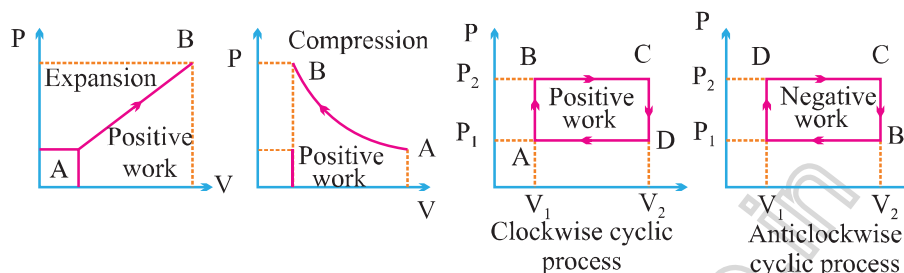 P
B
Expansion
Positive
work
A
V
Compression
P
B
A
Positive
work
V
B
C
P2
Positive
work
P1
A
D
V1
V2
Clockwise cyclic
process
D
C
P2
Negative
work
P1
B
V1
V2
Anticlockwise
cyclic process
in